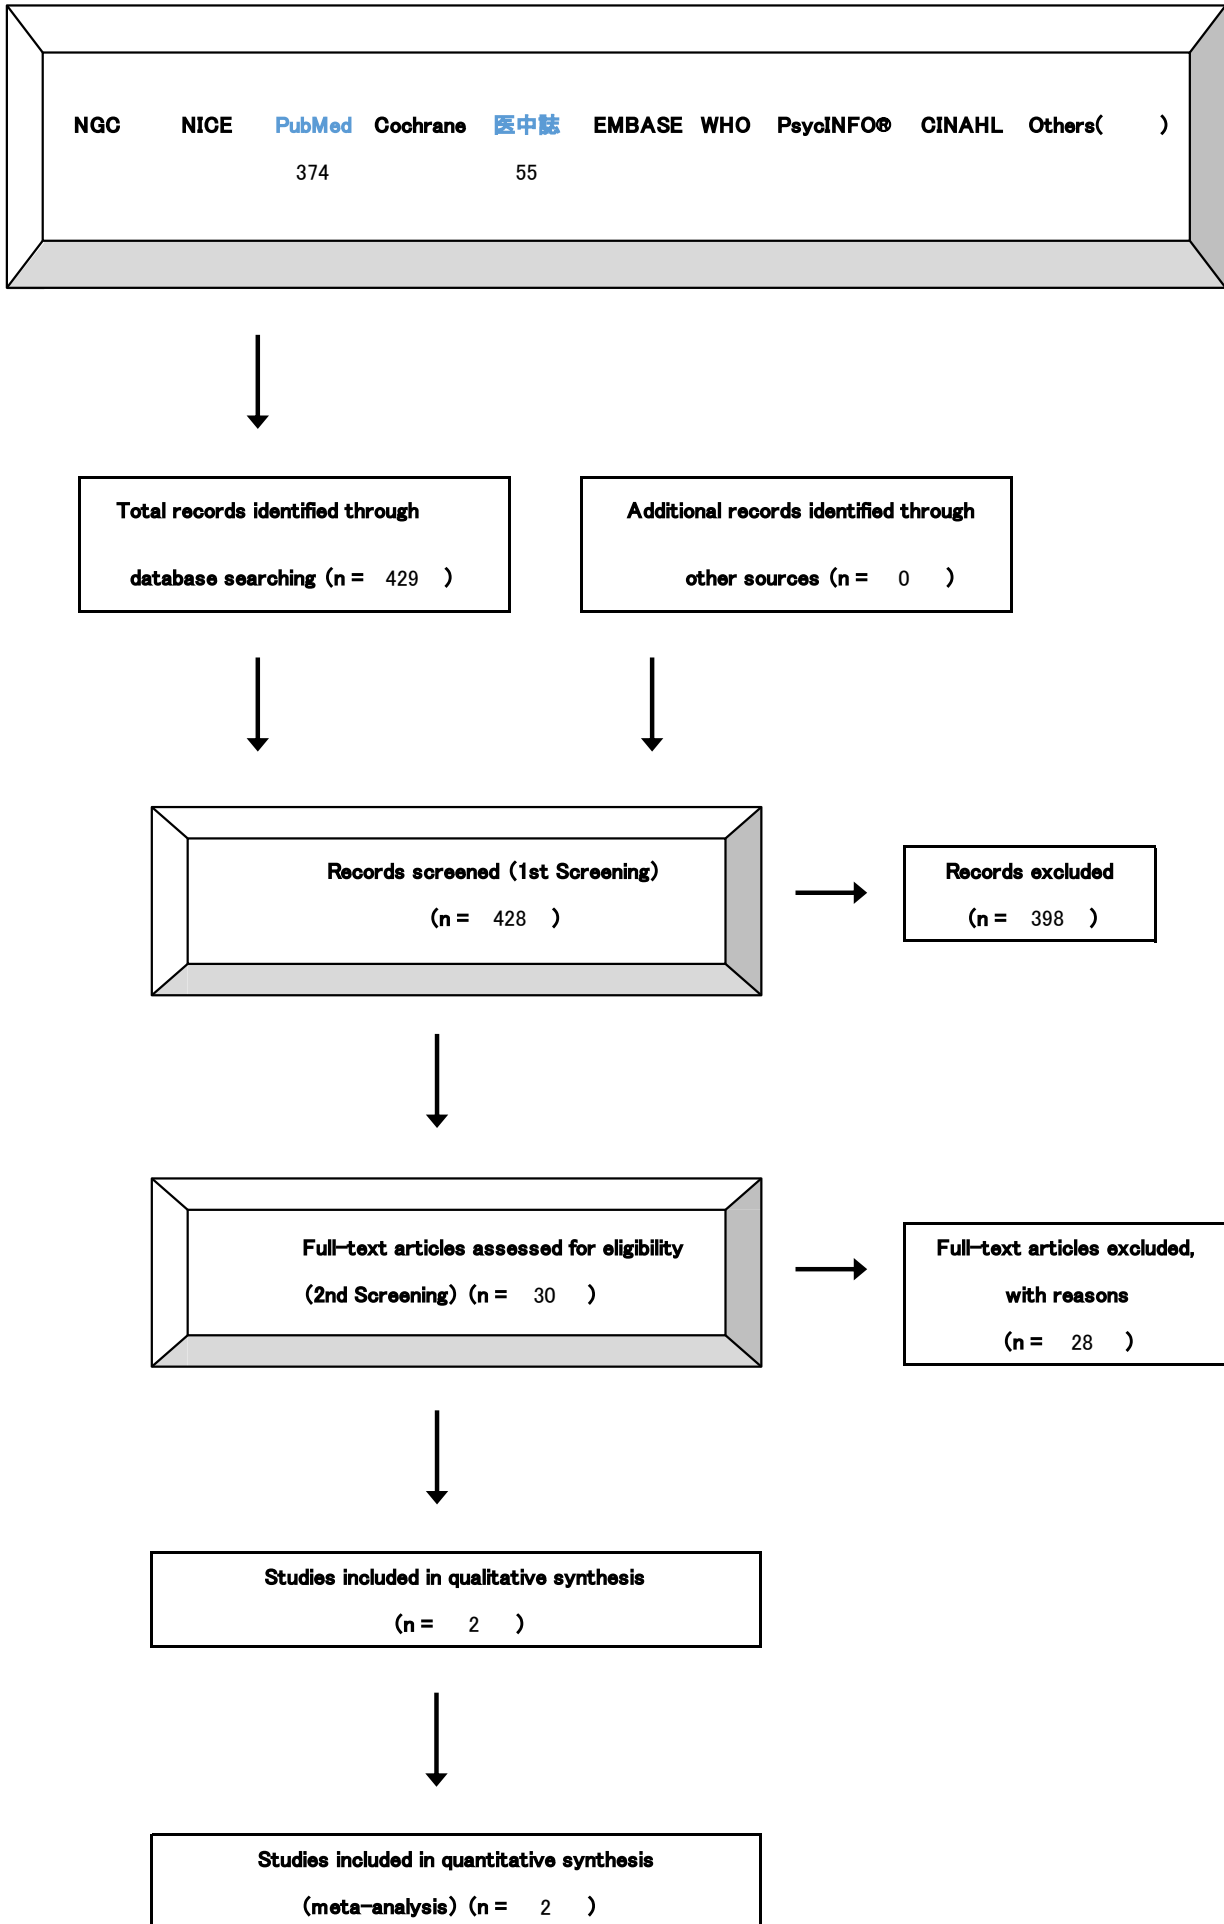 NGC NICE PubMed Cochrane 医中誌 EMBASE WHO PsycINFO® CINAHL Others( )
374 55
Total records identified through
database searching (n = 429 )
Additional records identified through
other sources (n = 0 )
Records screened (1st Screening)
(n = 428 )
Records excluded
(n = 398 )
Full-text articles assessed for eligibility
(2nd Screening) (n = 30 )
Full-text articles excluded,
with reasons
(n = 28 )
Studies included in qualitative synthesis
(n = 2 )
Studies included in quantitative synthesis
(meta-analysis) (n = 2 )